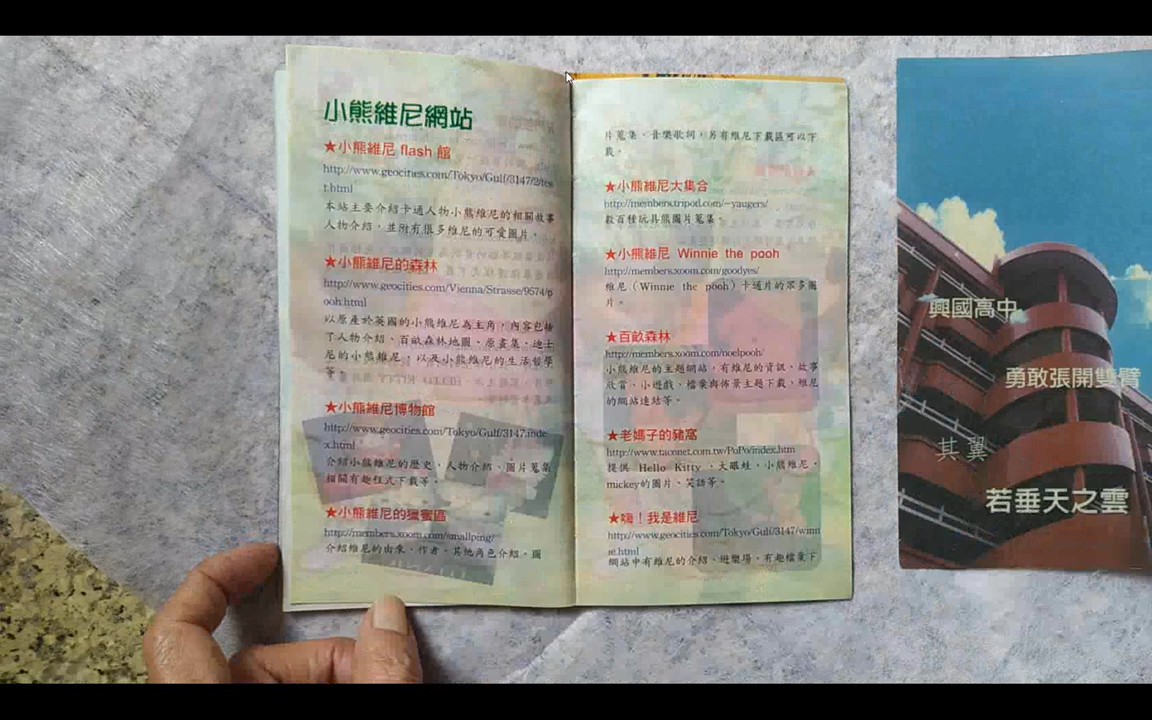 小熊維尼網站
★小熊維尼 flash 館
http://www.geocities.com/Tokyo/Gulf/3147/2/tes
t.html
本站主要介紹卡通人物小熊維尼的相關故事
人物介紹，並附有很多維尼的可愛圖片。
★小熊維尼的森林
http://www.geocities.com/Vienna/Strasse/9574/p
ooh.html
以原產於英國的小熊維尼為主角，內容包括
了人物介紹、百畝森林地圖、原畫集、迪士
尼的小熊維尼，以及小熊維尼的生活哲學
等。
★小熊維尼博物館
http://www.geocities.com/Tokyo/Gulf/3147.inde
x.html
介紹小熊維尼的歷史、人物介紹、圖片蒐集
相關有趣程式下載等。
★小熊維尼的獵蜜區
http://members.xoom.com/smallping/
介紹維尼的由來、作者、其他角色介紹、圖
片蒐集、音樂歌詞，另有維尼下載區可以下
載。
★小熊維尼大集合
http://members.tripod.com/~yaugers/
數百種玩具熊圖片蒐集。
★小熊維尼 Winnie the pooh
http://members.xoom.com/goodyes/
維尼（Winnie the pooh）卡通片的眾多圖
片。
★百畝森林
http://members.xoom.com/noelpooh/
小熊維尼的主題網站，有維尼的資訊、故事
欣賞、小遊戲、檔案與佈景主題下載，維尼
的網站連結等。
★老媽子的豬窩
http://www.taconet.com.tw/PoPo/index.htm
提供 Hello Kitty、大眼蛙、小熊維尼、
mickey的圖片、笑話等。
★嗨！我是維尼
http://www.geocities.com/Tokyo/Gulf/3147/winn
ie.html
網站中有維尼的介紹、遊樂場、有趣檔案下
興國高中
勇敢張開雙臂
其翼
若垂天之雲